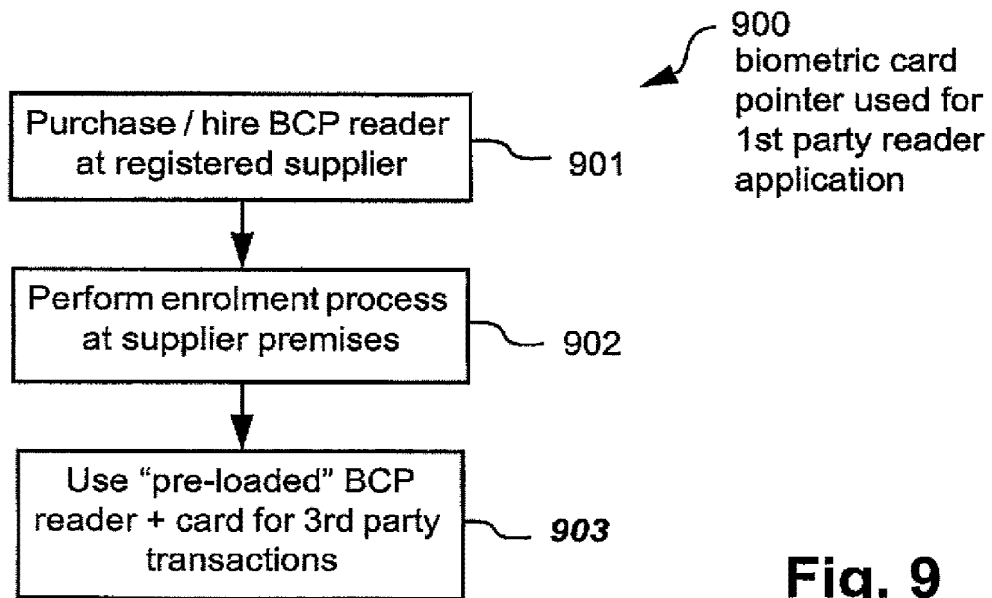 900
biometric card
pointer used for
1st party reader
application
Purchase / hire BCP reader
at registered supplier
901
Perform enrolment process
at supplier premises
902
Use “pre-loaded” BCP
reader + card for 3rd party
transactions
903
Fig. 9